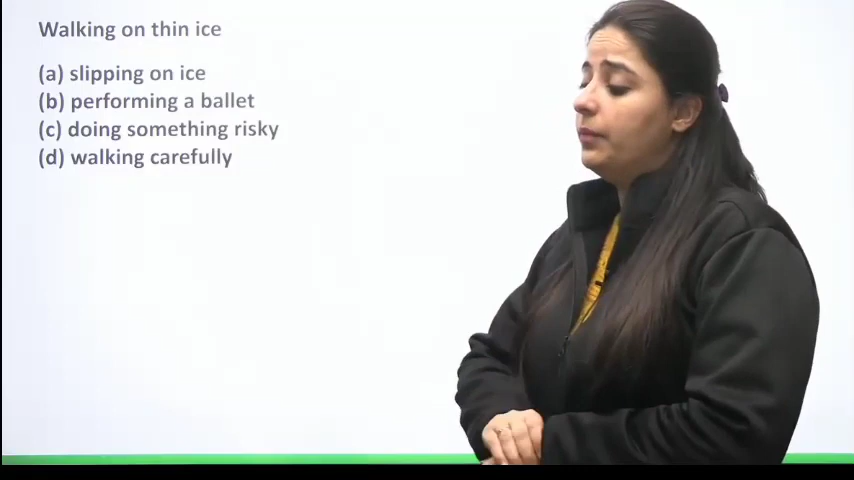 Walking on thin ice
(a) slipping on ice
(b) performing a ballet
(c) doing something risky
(d) walking carefully